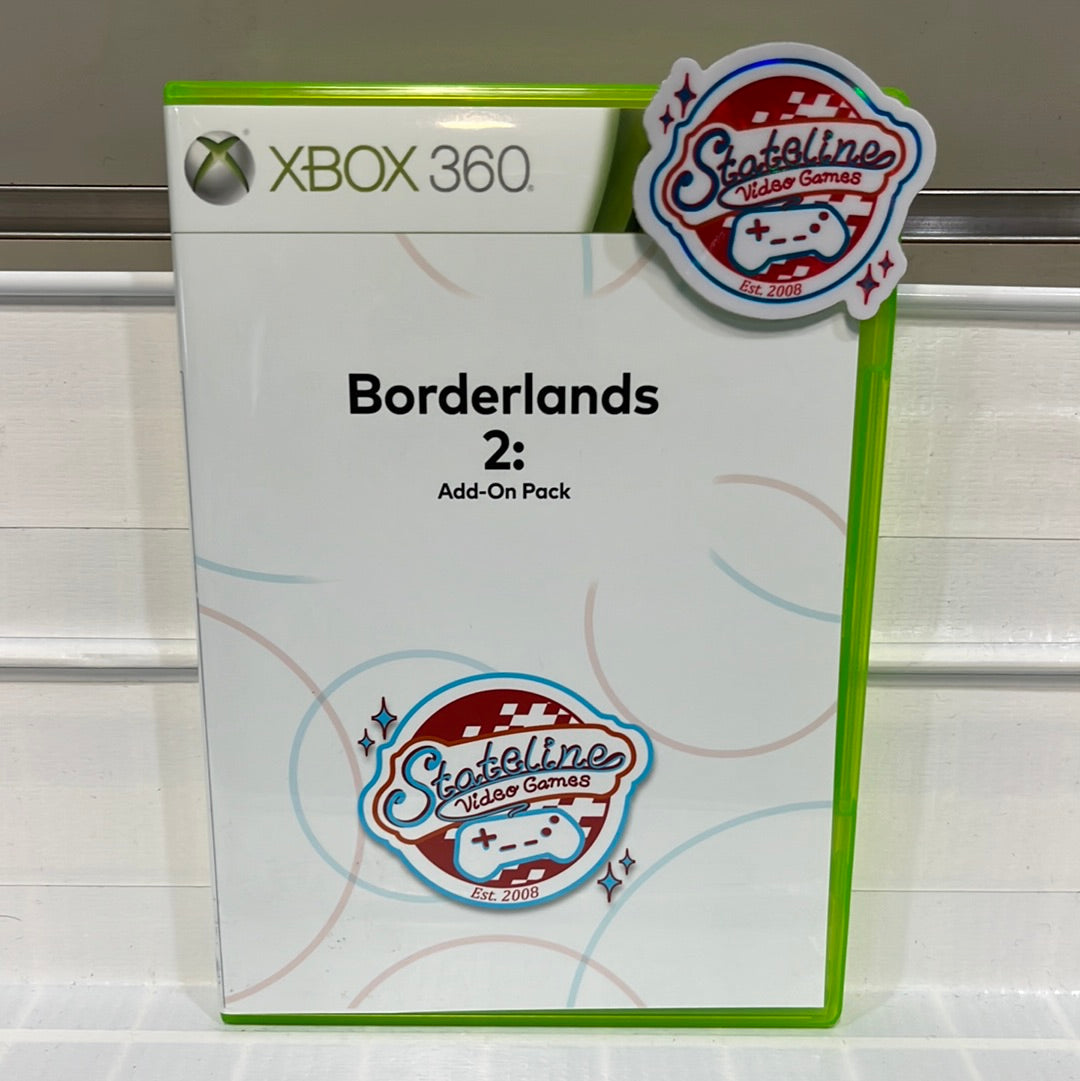 XBOX 360
Stateline
Video Games
Est. 2008
Borderlands
2:
Add-On Pack
Stateline
Video Games
Est. 2008